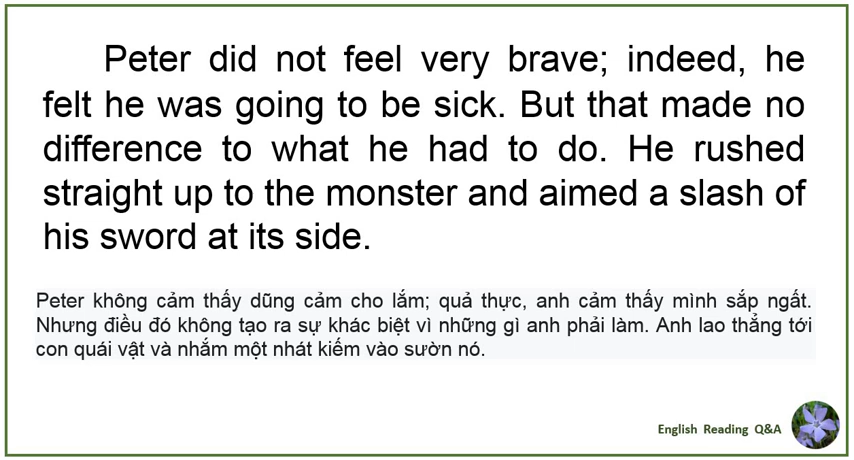 Peter did not feel very brave; indeed, he
felt he was going to be sick. But that made no
difference to what he had to do. He rushed
straight up to the monster and aimed a slash of
his sword at its side.
Peter không cảm thấy dũng cảm cho lắm; quả thực, anh cảm thấy mình sắp ngất.
Nhưng điều đó không tạo ra sự khác biệt vì những gì anh phải làm. Anh lao thẳng tới
con quái vật và nhắm một nhát kiếm vào sườn nó.
English Reading Q&A